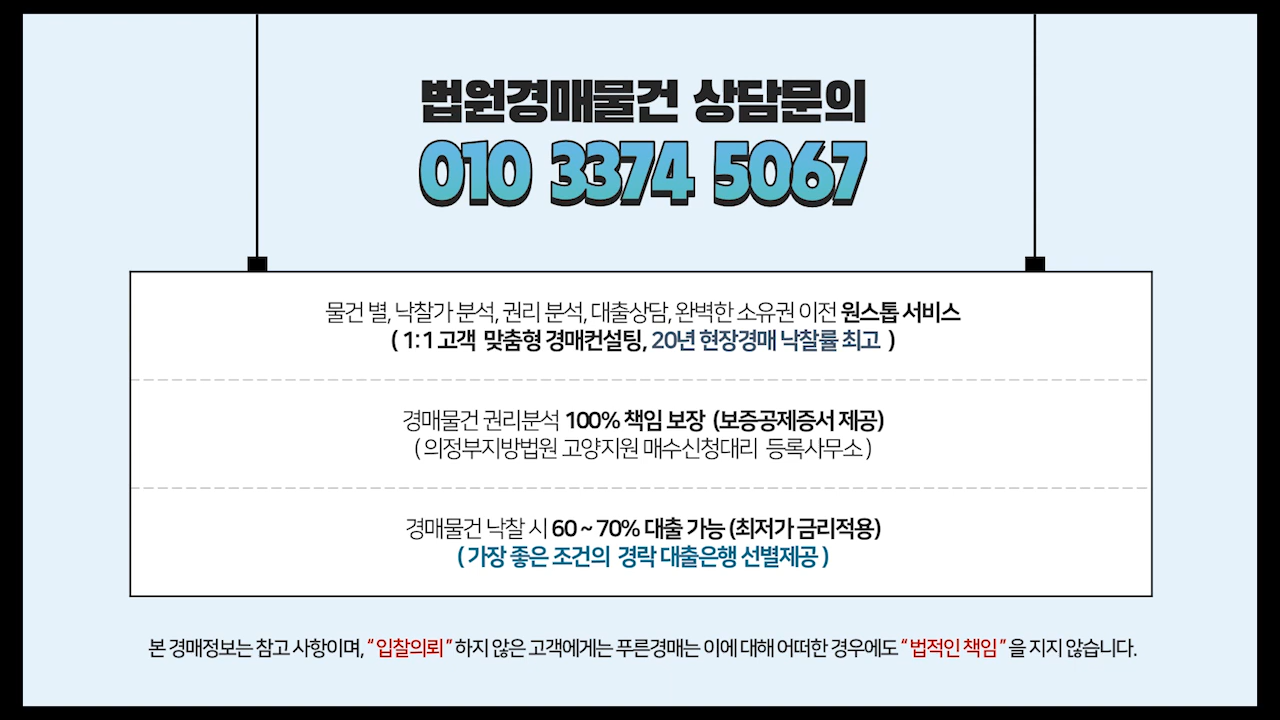 법원경매물건 상담문의
010 3374 5067
물건 별, 낙찰가 분석, 권리 분석, 대출상담, 완벽한 소유권 이전 원스톱 서비스
( 1:1 고객 맞춤형 경매컨설팅, 20년 현장경매 낙찰률 최고 )
경매물건 권리분석 100% 책임 보장 (보증공제증서 제공)
( 의정부지방법원 고양지원 매수신청대리 등록사무소 )
경매물건 낙찰 시 60 ~ 70% 대출 가능 (최저가 금리적용)
( 가장 좋은 조건의 경락 대출은행 선별제공 )
본 경매정보는 참고 사항이며, “ 입찰의뢰 ” 하지 않은 고객에게는 푸른경매는 이에 대해 어떠한 경우에도 “ 법적인 책임 ” 을 지지 않습니다.